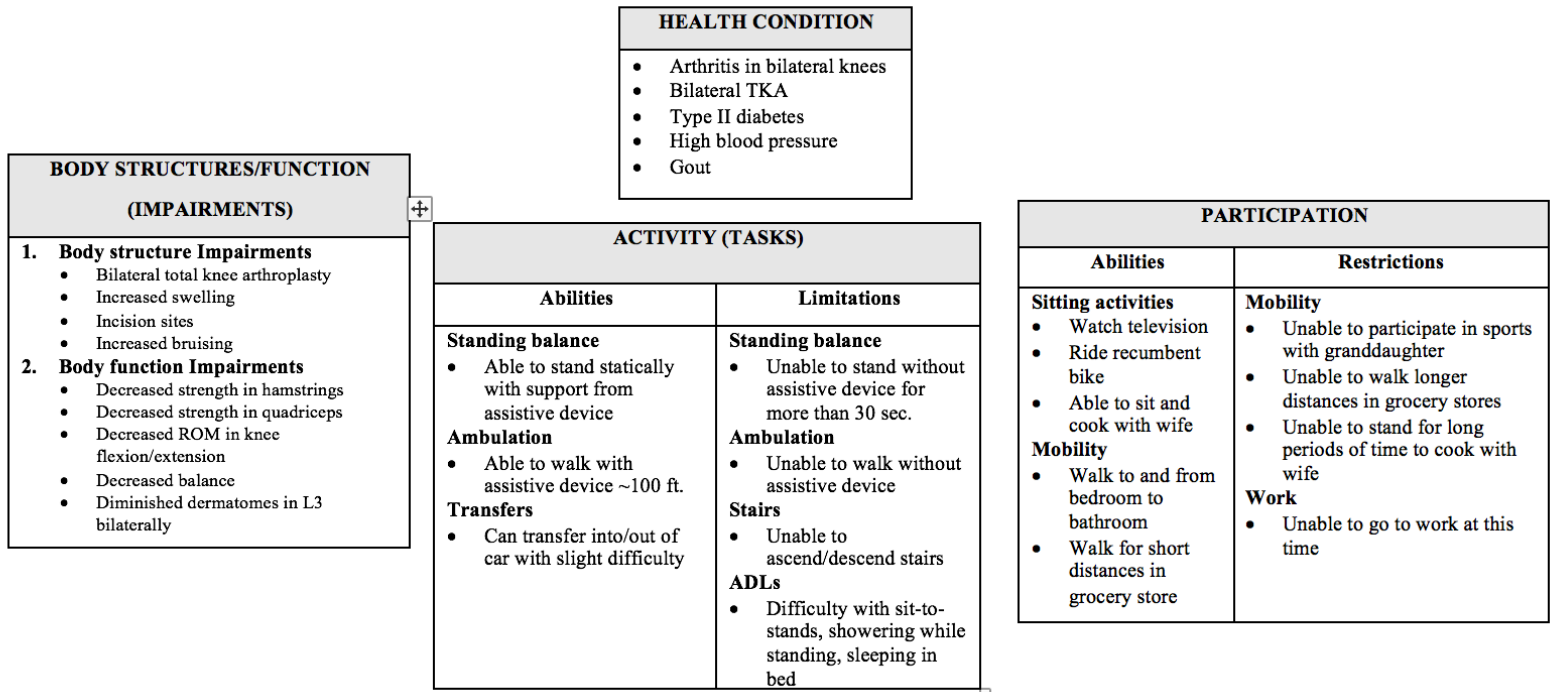 HEALTH CONDITION
• Arthritis in bilateral knees
• Bilateral TKA
• Type II diabetes
• High blood pressure
• Gout
BODY STRUCTURES/FUNCTION
(IMPAIRMENTS)
1. Body structure Impairments
• Bilateral total knee arthroplasty
• Increased swelling
• Incision sites
• Increased bruising
2. Body function Impairments
• Decreased strength in hamstrings
• Decreased strength in quadriceps
• Decreased ROM in knee
flexion/extension
• Decreased balance
• Diminished dermatomes in L3
bilaterally
ACTIVITY (TASKS)
Abilities
Standing balance
• Able to stand statically
with support from
assistive device
Ambulation
• Able to walk with
assistive device ~100 ft.
Transfers
• Can transfer into/out of
car with slight difficulty
Limitations
Standing balance
• Unable to stand without
assistive device for
more than 30 sec.
Ambulation
• Unable to walk without
assistive device
Stairs
• Unable to
ascend/descend stairs
ADLs
• Difficulty with sit-to-
stands, showering while
standing, sleeping in
bed
PARTICIPATION
Abilities
Sitting activities
• Watch television
• Ride recumbent
bike
• Able to sit and
cook with wife
Mobility
• Walk to and from
bedroom to
bathroom
• Walk for short
distances in
grocery store
Restrictions
Mobility
• Unable to participate in sports
with granddaughter
• Unable to walk longer
distances in grocery stores
• Unable to stand for long
periods of time to cook with
wife
Work
• Unable to go to work at this
time